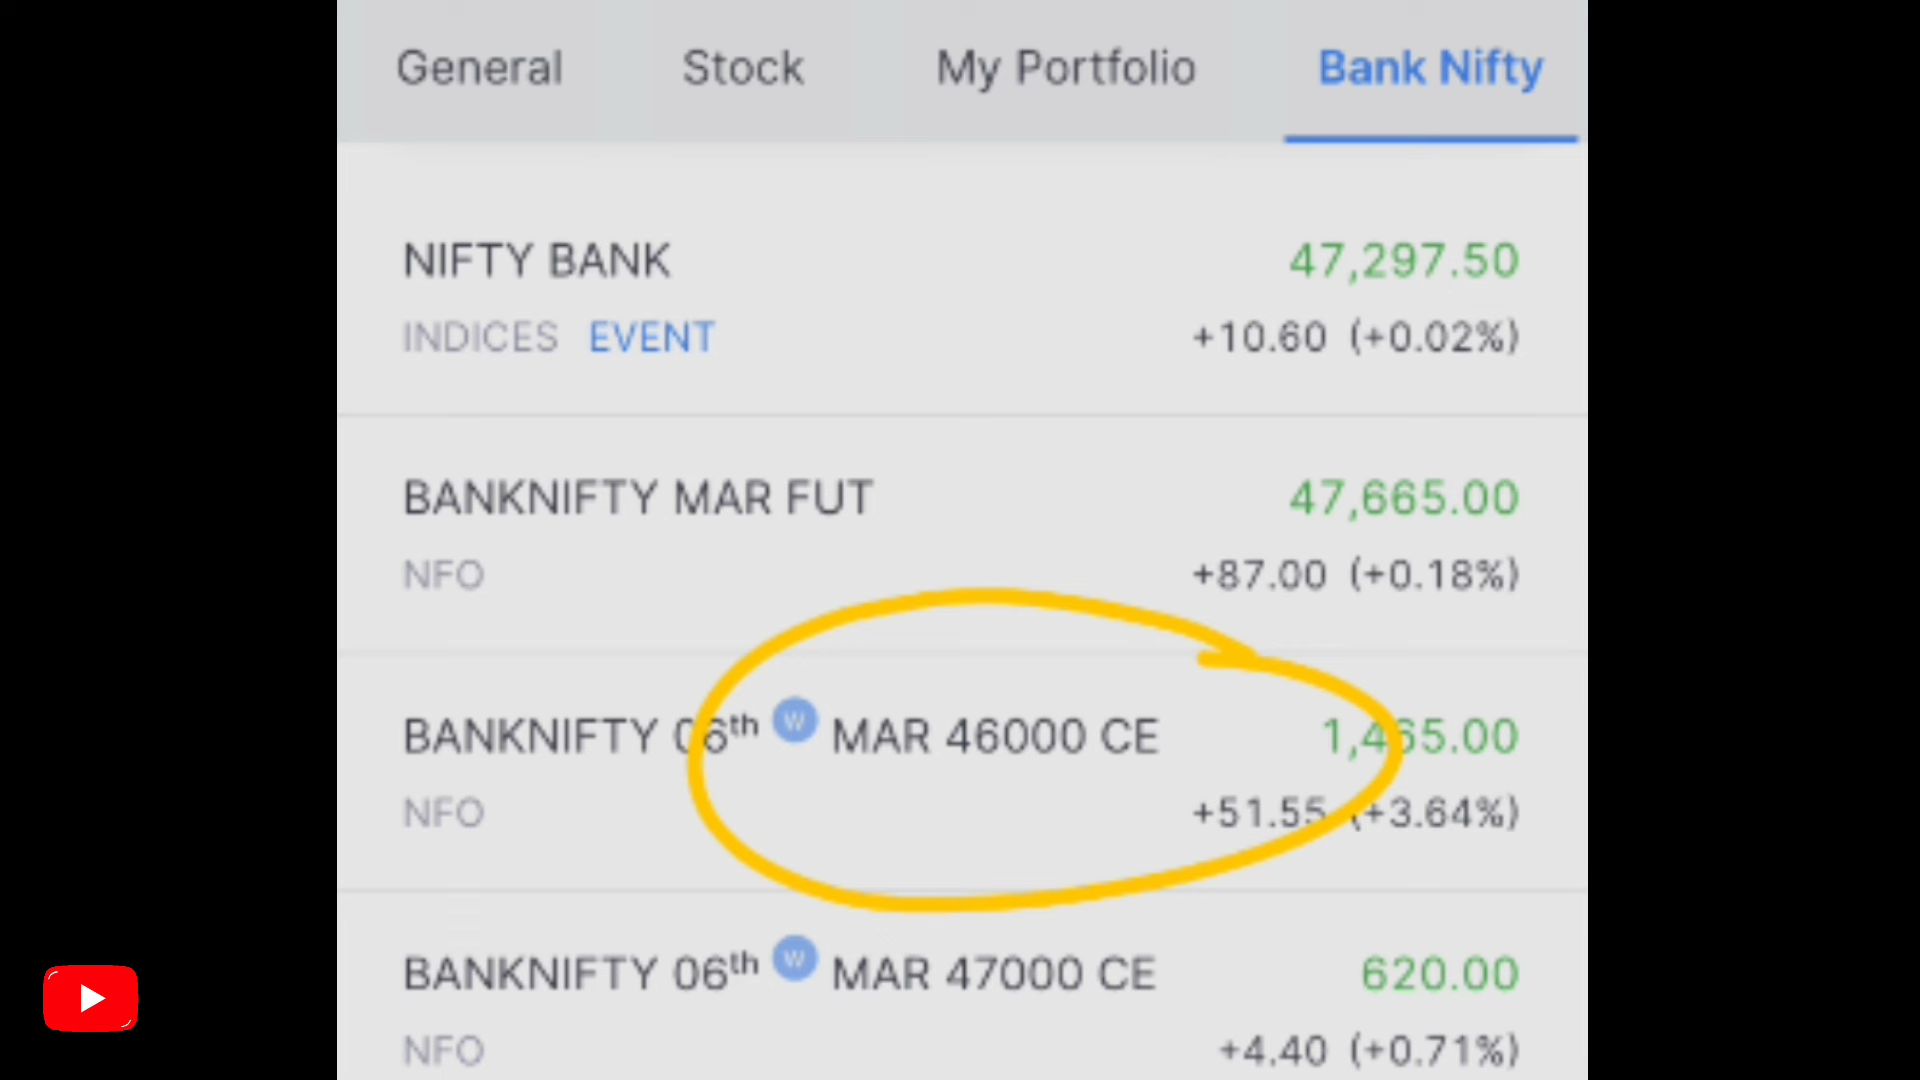 General Stock My Portfolio Bank Nifty
NIFTY BANK 47,297.50
INDICES EVENT +10.60 (+0.02%)
BANKNIFTY MAR FUT 47,665.00
NFO +87.00 (+0.18%)
BANKNIFTY 06th W MAR 46000 CE 1,465.00
NFO +51.55 (+3.64%)
BANKNIFTY 06th W MAR 47000 CE 620.00
NFO +4.40 (+0.71%)